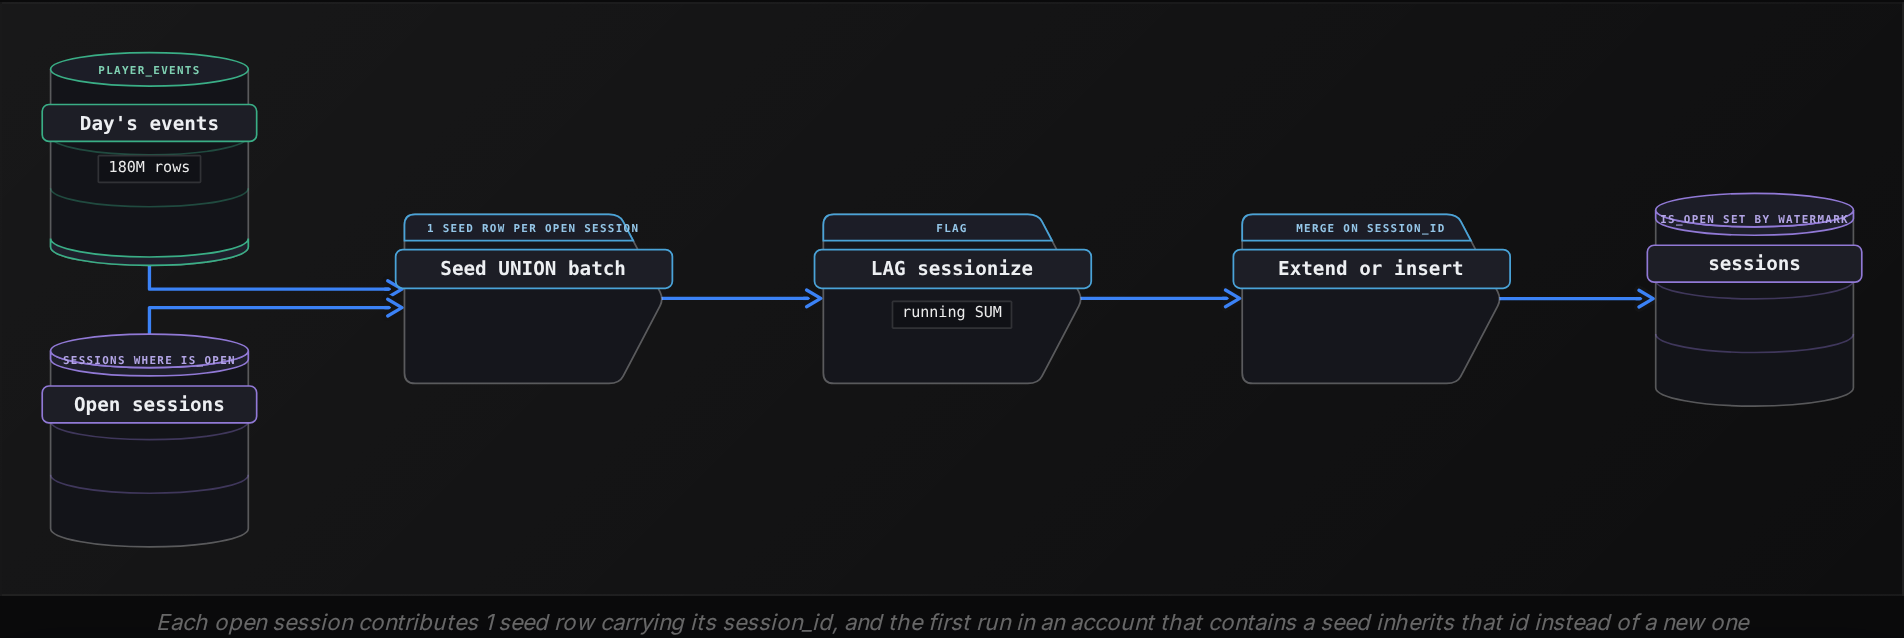 PLAYER_EVENTS
Day's events
180M rows
SESSIONS WHERE IS_OPEN
Open sessions
1 SEED ROW PER OPEN SESSION
Seed UNION batch
FLAG
LAG sessionize
running SUM
MERGE ON SESSION_ID
Extend or insert
IS_OPEN SET BY WATERMARK
sessions
Each open session contributes 1 seed row carrying its session_id, and the first run in an account that contains a seed inherits that id instead of a new one